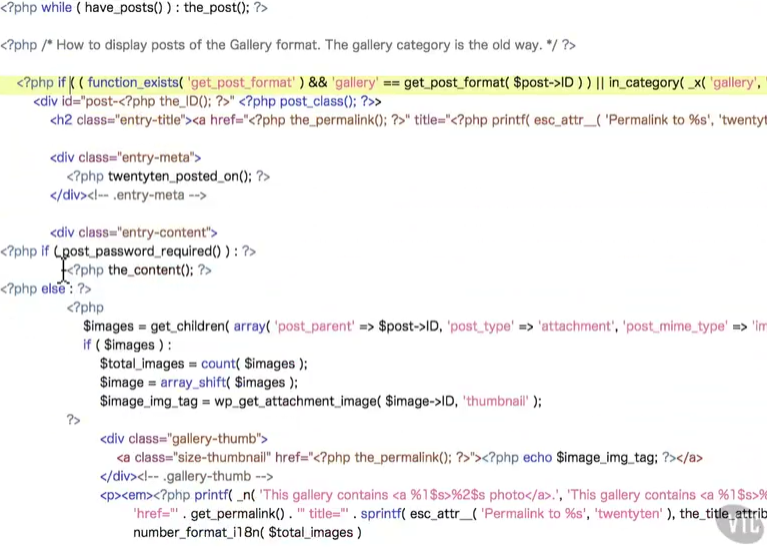 <?php while ( have_posts() ) : the_post(); ?>
<?php /* How to display posts of the Gallery format. The gallery category is the old way. */ ?>
<?php if ( ( function_exists( 'get_post_format' ) && 'gallery' == get_post_format( $post->ID ) ) || in_category( _x( 'gallery', '
<div id="post-<?php the_ID(); ?>" <?php post_class(); ?>>
<h2 class="entry-title"><a href="<?php the_permalink(); ?>" title="<?php printf( esc_attr__( 'Permalink to %s', 'twentyt
<div class="entry-meta">
<?php twentyten_posted_on(); ?>
</div><!-- .entry-meta -->
<div class="entry-content">
<?php if ( post_password_required() ) : ?>
<?php the_content(); ?>
<?php else : ?>
<?php
$images = get_children( array( 'post_parent' => $post->ID, 'post_type' => 'attachment', 'post_mime_type' => 'im
if ( $images ) :
$total_images = count( $images );
$image = array_shift( $images );
$image_img_tag = wp_get_attachment_image( $image->ID, 'thumbnail' );
?>
<div class="gallery-thumb">
<a class="size-thumbnail" href="<?php the_permalink(); ?>"><?php echo $image_img_tag; ?></a>
</div><!-- .gallery-thumb -->
<p><em><?php printf( _n( 'This gallery contains <a %1$s>%2$s photo</a>.', 'This gallery contains <a %1$s>%
'href="' . get_permalink() . '" title="' . sprintf( esc_attr__( 'Permalink to %s', 'twentyten' ), the_title_attrib
number_format_i18n( $total_images )
VTC